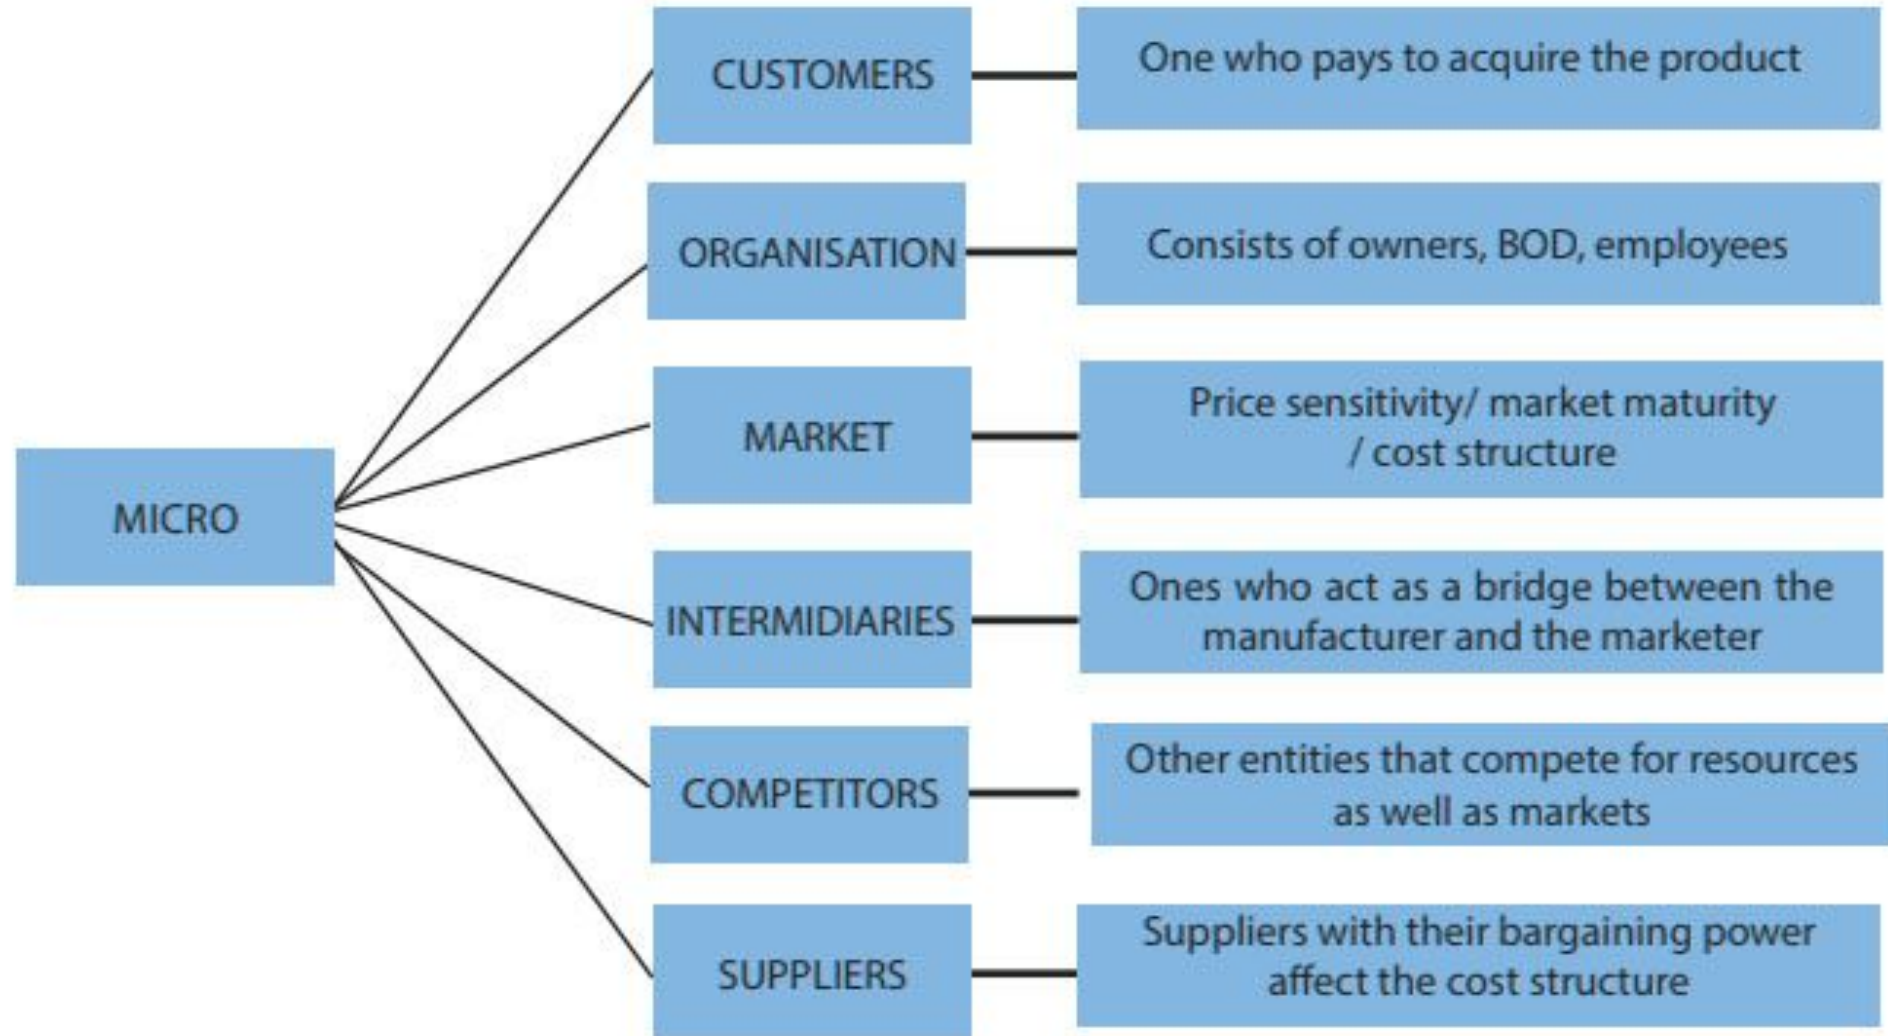 CUSTOMERS
One who pays to acquire the product
ORGANISATION
Consists of owners, BOD, employees
MARKET
Price sensitivity/ market maturity
/ cost structure
MICRO
INTERMIDIARIES
Ones who act as a bridge between the
manufacturer and the marketer
COMPETITORS
Other entities that compete for resources
as well as markets
SUPPLIERS
Suppliers with their bargaining power
affect the cost structure